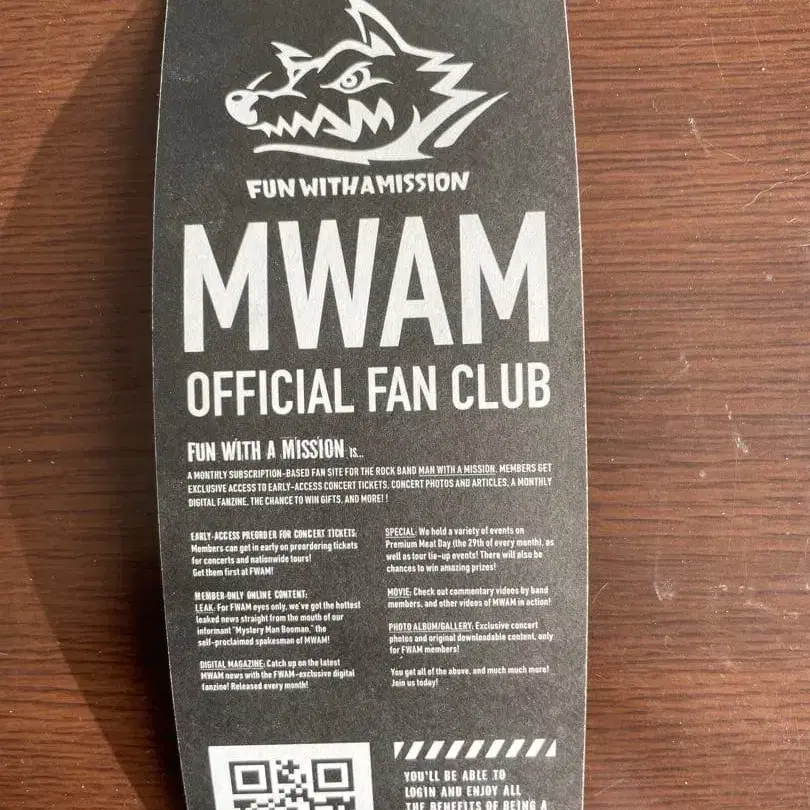 FUN WITHAMISSION
MWAM
OFFICIAL FAN CLUB
FUN WITH A MISSION IS...
A MONTHLY SUBSCRIPTION-BASED FAN SITE FOR THE ROCK BAND MAN WITH A MISSION. MEMBERS GET
EXCLUSIVE ACCESS TO EARLY-ACCESS CONCERT TICKETS, CONCERT PHOTOS AND ARTICLES, A MONTHLY
DIGITAL FANZINE, THE CHANCE TO WIN GIFTS, AND MORE!!
EARLY-ACCESS PREORDER FOR CONCERT TICKETS:
Members can get in early on preordering tickets
for concerts and nationwide tours!
Get them first at FWAM!
MEMBER-ONLY ONLINE CONTENT:
LEAK: For FWAM eyes only, we've got the hottest
leaked news straight from the mouth of our
informant "Mystery Man Booman," the
self-proclaimed spokesman of MWAM!
DIGITAL MAGAZINE: Catch up on the latest
MWAM news with the FWAM-exclusive digital
fanzine! Released every month!
SPECIAL: We hold a variety of events on
Premium Meat Day (the 29th of every month), as
well as tour tie-up events! There will also be
chances to win amazing prizes!
MOVIE: Check out commentary videos by band
members, and other videos of MWAM in action!
PHOTO ALBUM/GALLERY: Exclusive concert
photos and original downloadable content, only
for FWAM members!
You get all of the above, and much much more!
Join us today!
YOU'LL BE ABLE TO
LOGIN AND ENJOY ALL
THE BENEFITS OF BEING A